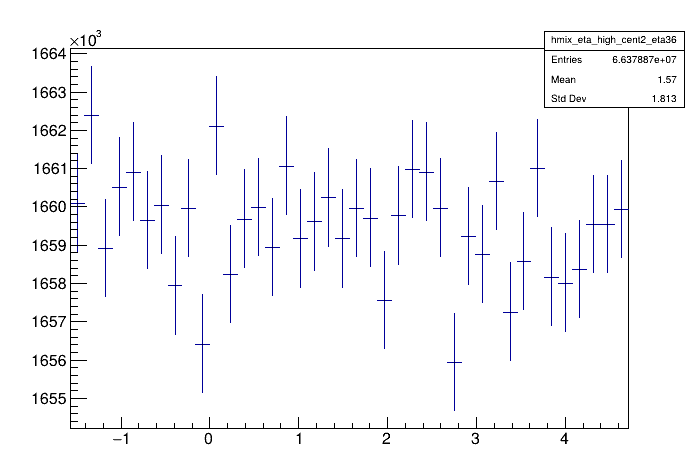 ×10³
hmix_eta_high_cent2_eta36
Entries 6.637887e+07
Mean 1.57
Std Dev 1.813
1664
1663
1662
1661
1660
1659
1658
1657
1656
1655
−1 0 1 2 3 4